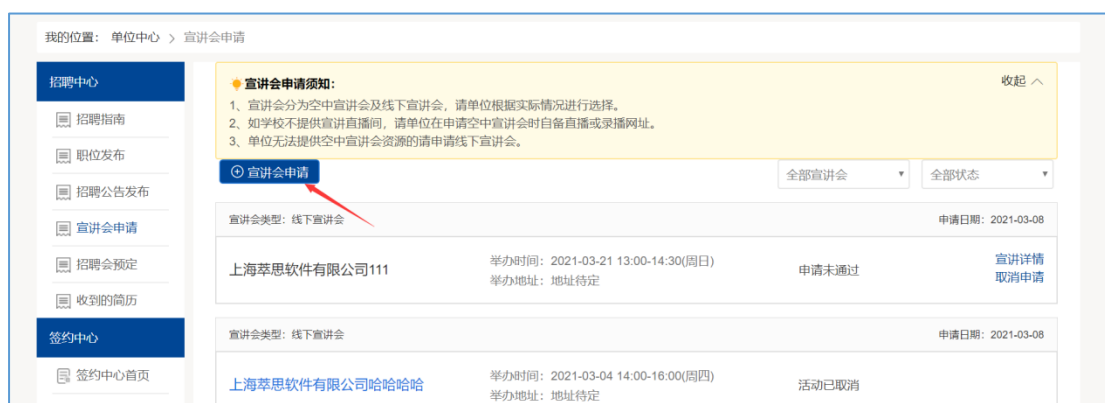 我的位置： 单位中心 > 宣讲会申请
招聘中心
招聘指南
职位发布
招聘公告发布
宣讲会申请
招聘会预定
收到的简历
签约中心
签约中心首页
宣讲会申请须知： 收起
1、宣讲会分为空中宣讲会及线下宣讲会，请单位根据实际情况进行选择。
2、如学校不提供宣讲直播间，请单位在申请空中宣讲会时自备直播或录播网址。
3、单位无法提供空中宣讲会资源的请申请线下宣讲会。
宣讲会申请 全部宣讲会 全部状态
宣讲会类型：线下宣讲会 申请日期：2021-03-08
上海萃思软件有限公司111
举办时间：2021-03-21 13:00-14:30(周日)
举办地址：地址待定
申请未通过
宣讲详情
取消申请
宣讲会类型：线下宣讲会 申请日期：2021-03-08
上海萃思软件有限公司哈哈哈哈
举办时间：2021-03-04 14:00-16:00(周四)
举办地址：地址待定
活动已取消